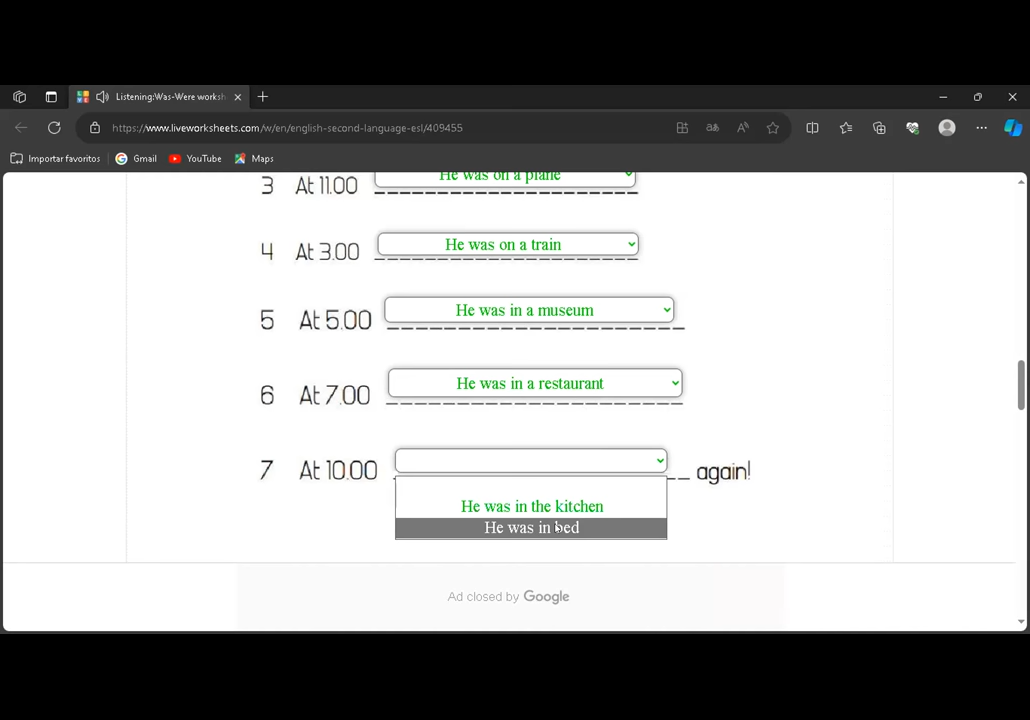 Listening:Was-Were worksh
https://www.liveworksheets.com/w/en/english-second-language-esl/409455
Importar favoritos Gmail YouTube Maps
3 At 11.00 He was on a plane
4 At 3.00 He was on a train
5 At 5.00 He was in a museum
6 At 7.00 He was in a restaurant
7 At 10.00 again!
He was in the kitchen
He was in bed
Ad closed by Google